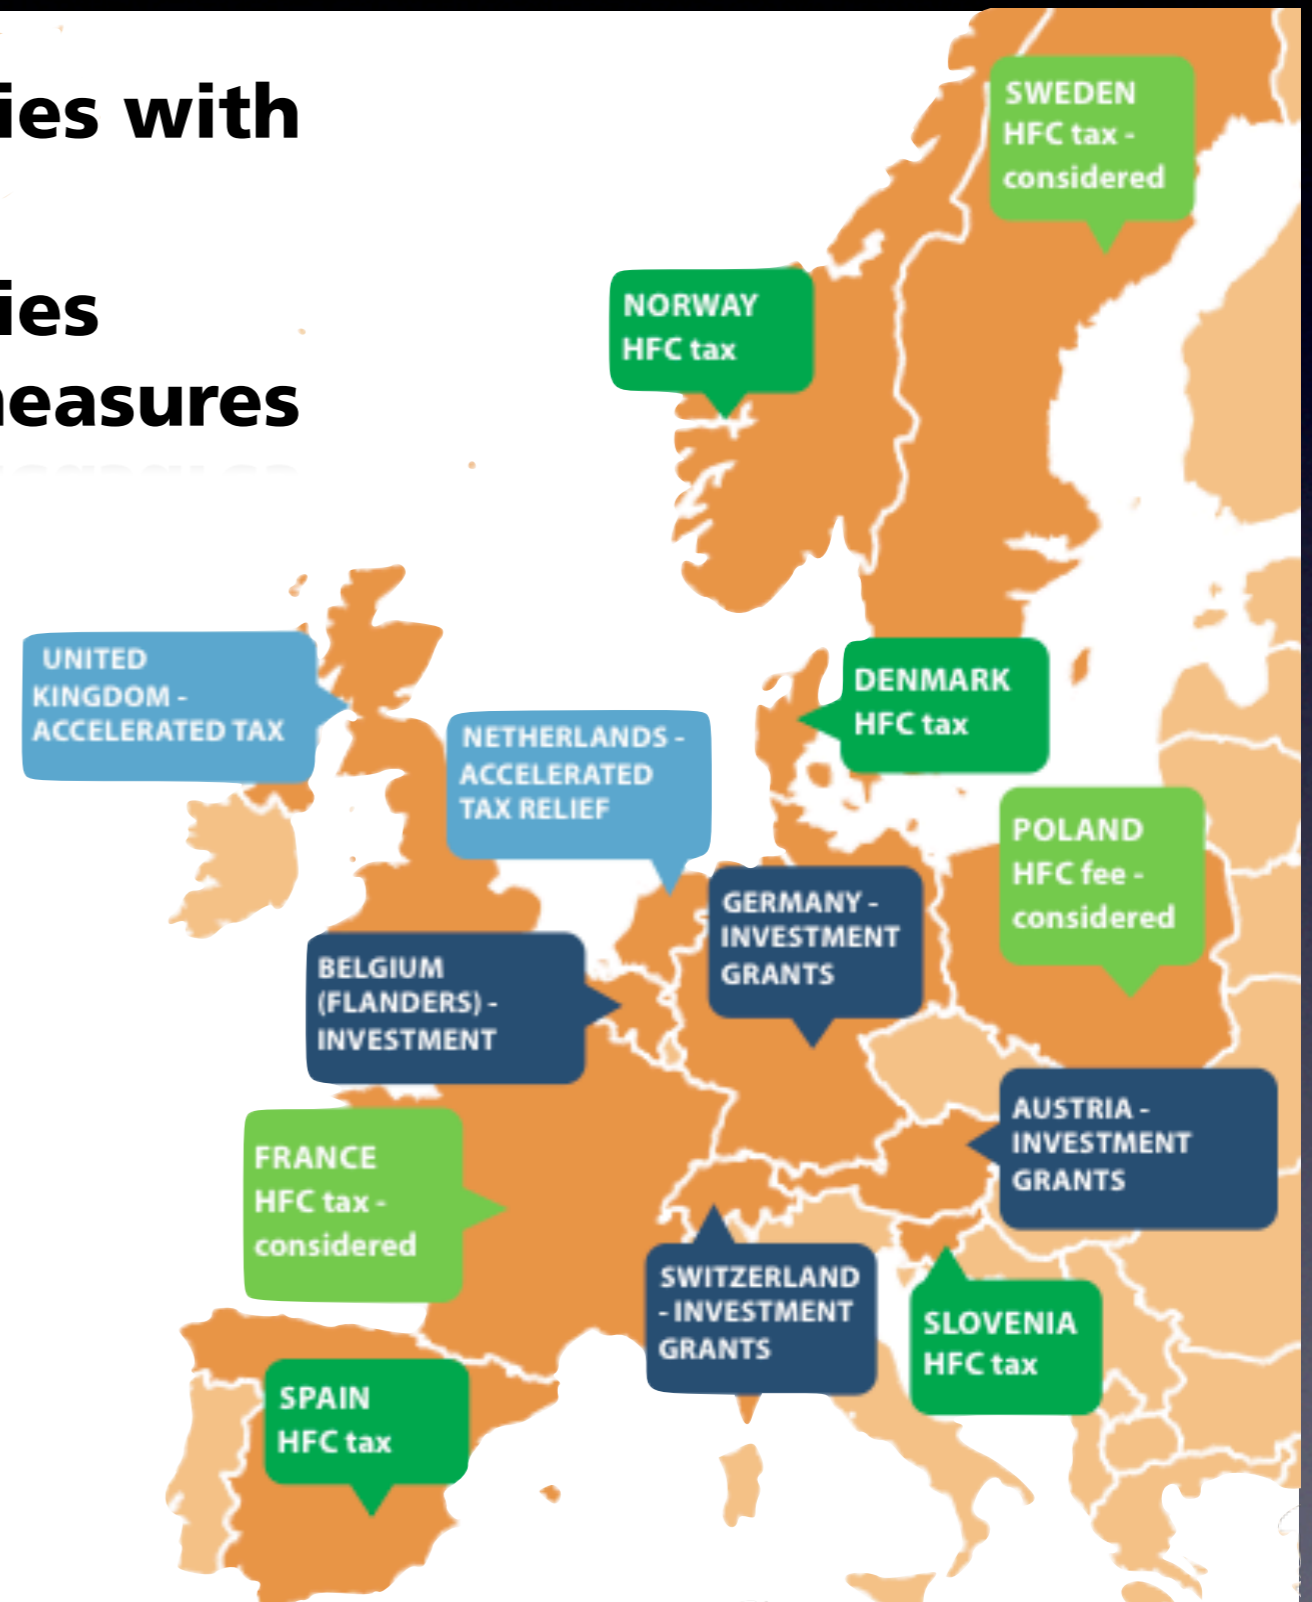 ies with
ies
easures
SWEDEN
HFC tax -
considered
NORWAY
HFC tax
UNITED
KINGDOM -
ACCELERATED TAX
NETHERLANDS -
ACCELERATED
TAX RELIEF
DENMARK
HFC tax
POLAND
HFC fee -
considered
GERMANY -
INVESTMENT
GRANTS
BELGIUM
(FLANDERS) -
INVESTMENT
AUSTRIA -
INVESTMENT
GRANTS
FRANCE
HFC tax -
considered
SWITZERLAND
- INVESTMENT
GRANTS
SLOVENIA
HFC tax
SPAIN
HFC tax